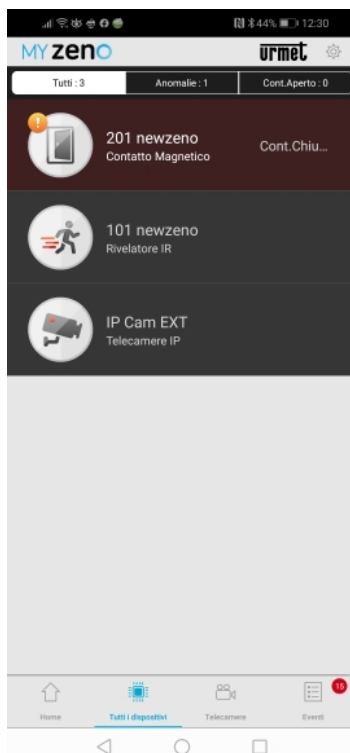 44% 12:30
MY zeno urmet
Tutti : 3 Anomalie : 1 Cont.Aperto : 0
201 newzeno
Contatto Magnetico
Cont.Chiu...
101 newzeno
Rivelatore IR
IP Cam EXT
Telecamere IP
15
Home Tutti i dispositivi Telecamere Eventi